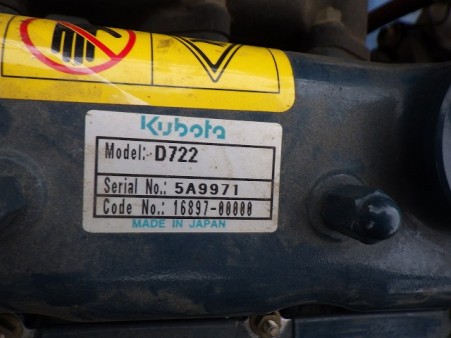 Kubota
Model: D722
Serial No.: 5A9971
Code No.: 16897-00000
MADE IN JAPAN